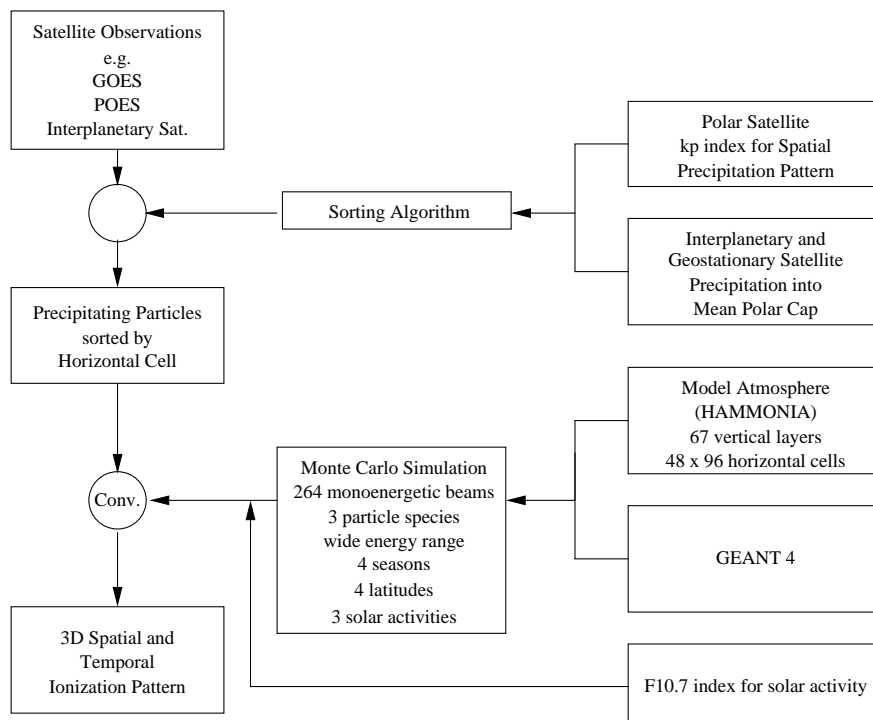 Satellite Observations
e.g.
GOES
POES
Interplanetary Sat.
Polar Satellite
kp index for Spatial
Precipitation Pattern
Sorting Algorithm
Interplanetary and
Geostationary Satellite
Precipitation into
Mean Polar Cap
Precipitating Particles
sorted by
Horizontal Cell
Model Atmosphere
(HAMMONIA)
67 vertical layers
48 x 96 horizontal cells
Conv.
Monte Carlo Simulation
264 monoenergetic beams
3 particle species
wide energy range
4 seasons
4 latitudes
3 solar activities
GEANT 4
3D Spatial and
Temporal
Ionization Pattern
F10.7 index for solar activity